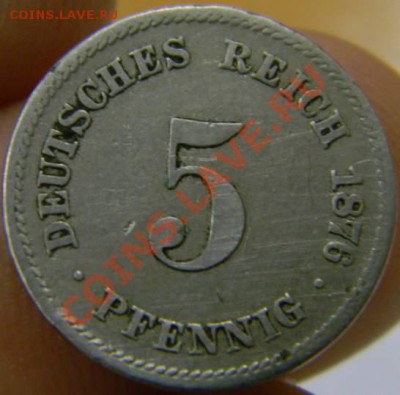 COINS.LAVE.RU
DEUTSCHES REICH 1876
5
· PFENNIG ·
COINS.LAVE.RU